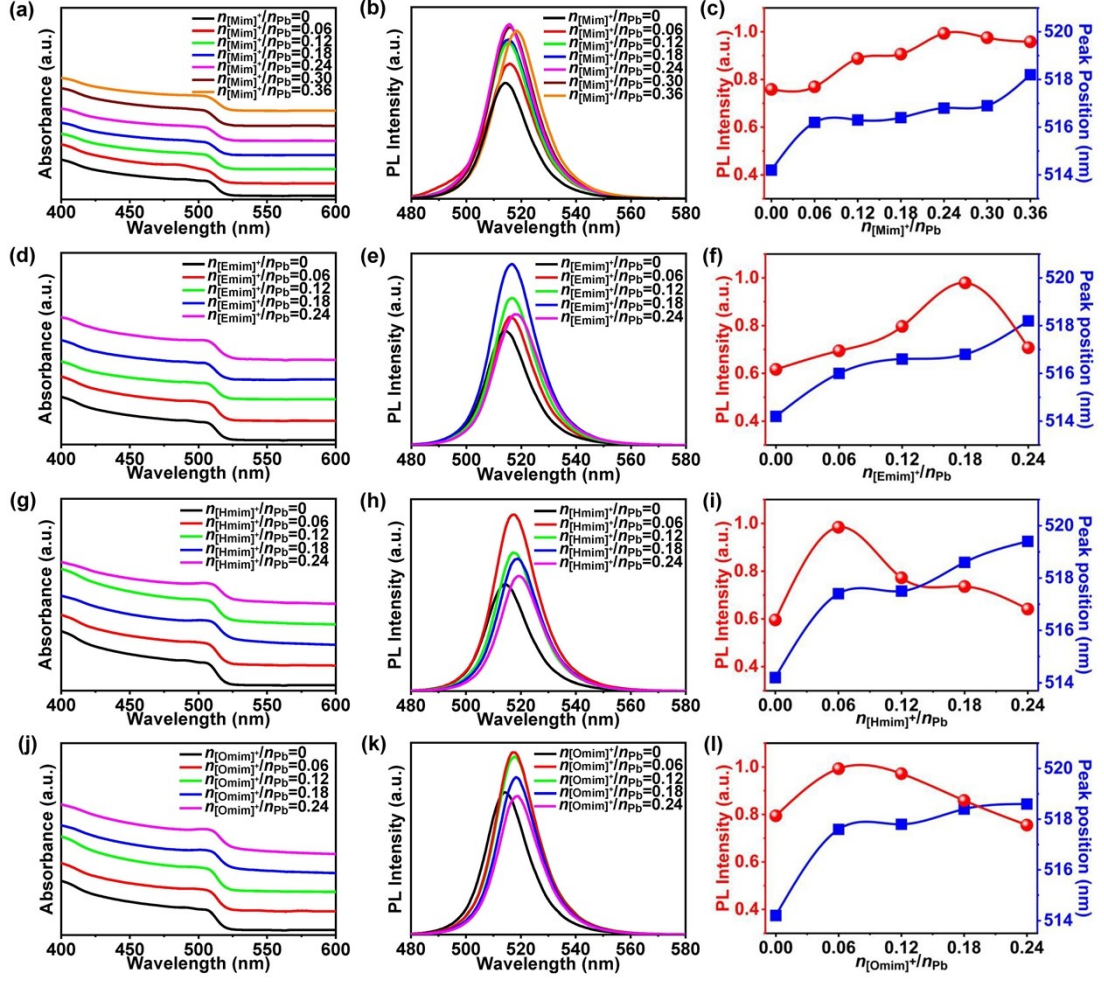 (a)
n[Mim]+/nPb=0
n[Mim]+/nPb=0.06
n[Mim]+/nPb=0.12
n[Mim]+/nPb=0.18
n[Mim]+/nPb=0.24
n[Mim]+/nPb=0.30
n[Mim]+/nPb=0.36
Absorbance (a.u.)
400 450 500 550 600
Wavelength (nm)
(b)
n[Mim]+/nPb=0
n[Mim]+/nPb=0.06
n[Mim]+/nPb=0.12
n[Mim]+/nPb=0.18
n[Mim]+/nPb=0.24
n[Mim]+/nPb=0.30
n[Mim]+/nPb=0.36
PL Intensity (a.u.)
480 500 520 540 560 580
Wavelength (nm)
(c)
PL Intensity (a.u.)
1.0
0.8
0.6
0.4
520
518
516
514
Peak Position (nm)
0.00 0.06 0.12 0.18 0.24 0.30 0.36
n[Mim]+/nPb
(d)
n[Emim]+/nPb=0
n[Emim]+/nPb=0.06
n[Emim]+/nPb=0.12
n[Emim]+/nPb=0.18
n[Emim]+/nPb=0.24
Absorbance (a.u.)
400 450 500 550 600
Wavelength (nm)
(e)
n[Emim]+/nPb=0
n[Emim]+/nPb=0.06
n[Emim]+/nPb=0.12
n[Emim]+/nPb=0.18
n[Emim]+/nPb=0.24
PL Intensity (a.u.)
480 500 520 540 560 580
Wavelength (nm)
(f)
PL Intensity (a.u.)
1.0
0.8
0.6
0.4
520
518
516
514
Peak position (nm)
0.00 0.06 0.12 0.18 0.24
n[Emim]+/nPb
(g)
n[Hmim]+/nPb=0
n[Hmim]+/nPb=0.06
n[Hmim]+/nPb=0.12
n[Hmim]+/nPb=0.18
n[Hmim]+/nPb=0.24
Absorbance (a.u.)
400 450 500 550 600
Wavelength (nm)
(h)
n[Hmim]+/nPb=0
n[Hmim]+/nPb=0.06
n[Hmim]+/nPb=0.12
n[Hmim]+/nPb=0.18
n[Hmim]+/nPb=0.24
PL Intensity (a.u.)
480 500 520 540 560 580
Wavelength (nm)
(i)
PL Intensity (a.u.)
1.0
0.8
0.6
0.4
520
518
516
514
Peak position (nm)
0.00 0.06 0.12 0.18 0.24
n[Hmim]+/nPb
(j)
n[Omim]+/nPb=0
n[Omim]+/nPb=0.06
n[Omim]+/nPb=0.12
n[Omim]+/nPb=0.18
n[Omim]+/nPb=0.24
Absorbance (a.u.)
400 450 500 550 600
Wavelength (nm)
(k)
n[Omim]+/nPb=0
n[Omim]+/nPb=0.06
n[Omim]+/nPb=0.12
n[Omim]+/nPb=0.18
n[Omim]+/nPb=0.24
PL Intensity (a.u.)
480 500 520 540 560 580
Wavelength (nm)
(l)
PL Intensity (a.u.)
1.0
0.8
0.6
0.4
520
518
516
514
Peak position (nm)
0.00 0.06 0.12 0.18 0.24
n[Omim]+/nPb